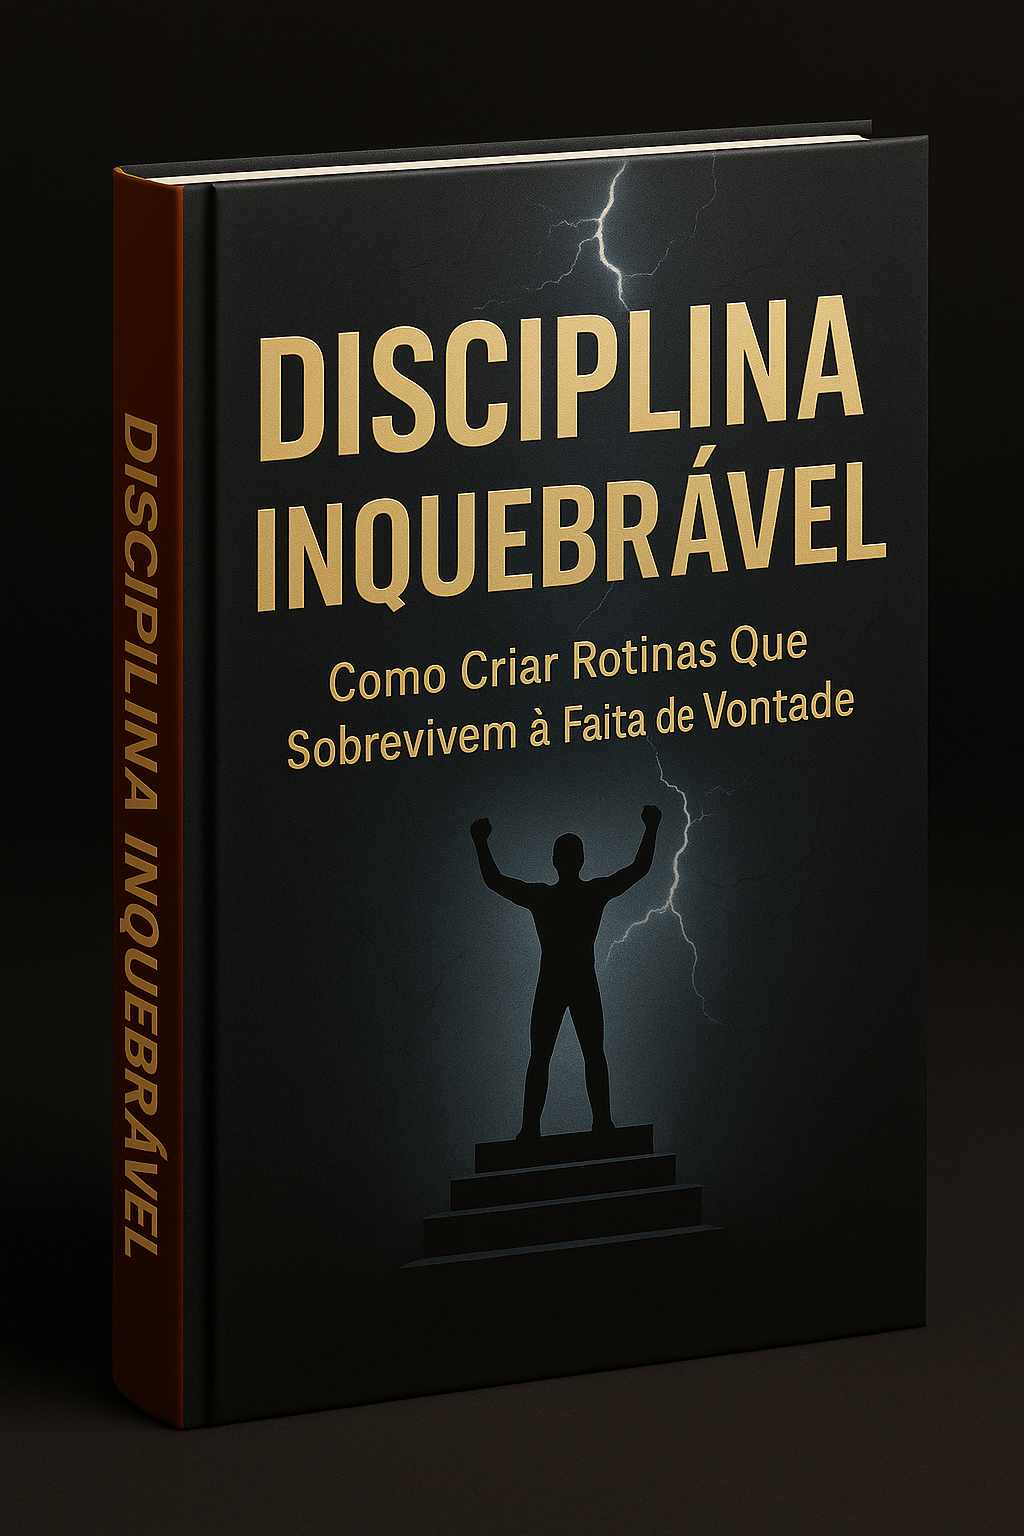 DISCIPLINA INQUEBRÁVEL
DISCIPLINA
INQUEBRÁVEL
Como Criar Rotinas Que
Sobrevivem à Faita de Vontade